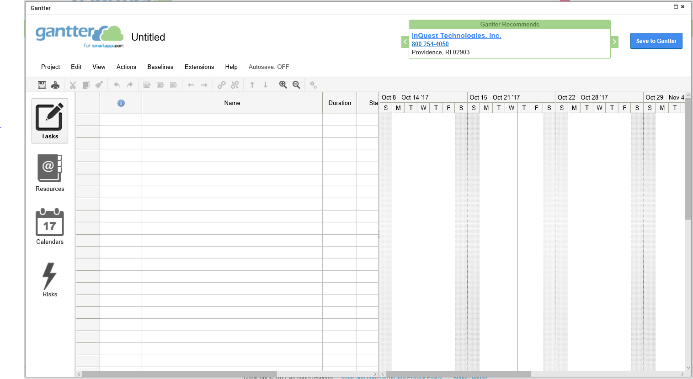 Gantter
gantter
for smartapp.com
Untitled
Gantter Recommends
InQuest Technologies, Inc.
800 254-4050
Providence, RI 02903
Save to Gantter
Project Edit View Actions Baselines Extensions Help Autosave: OFF
Tasks
Resources
17
Calendars
Risks
Name Duration Sta
Oct 8 Oct 14 '17 Oct 15 Oct 21 '17 Oct 22 Oct 28 '17 Oct 29 Nov 4
S M T W T F S S M T W T F S S M T W T F S S M T